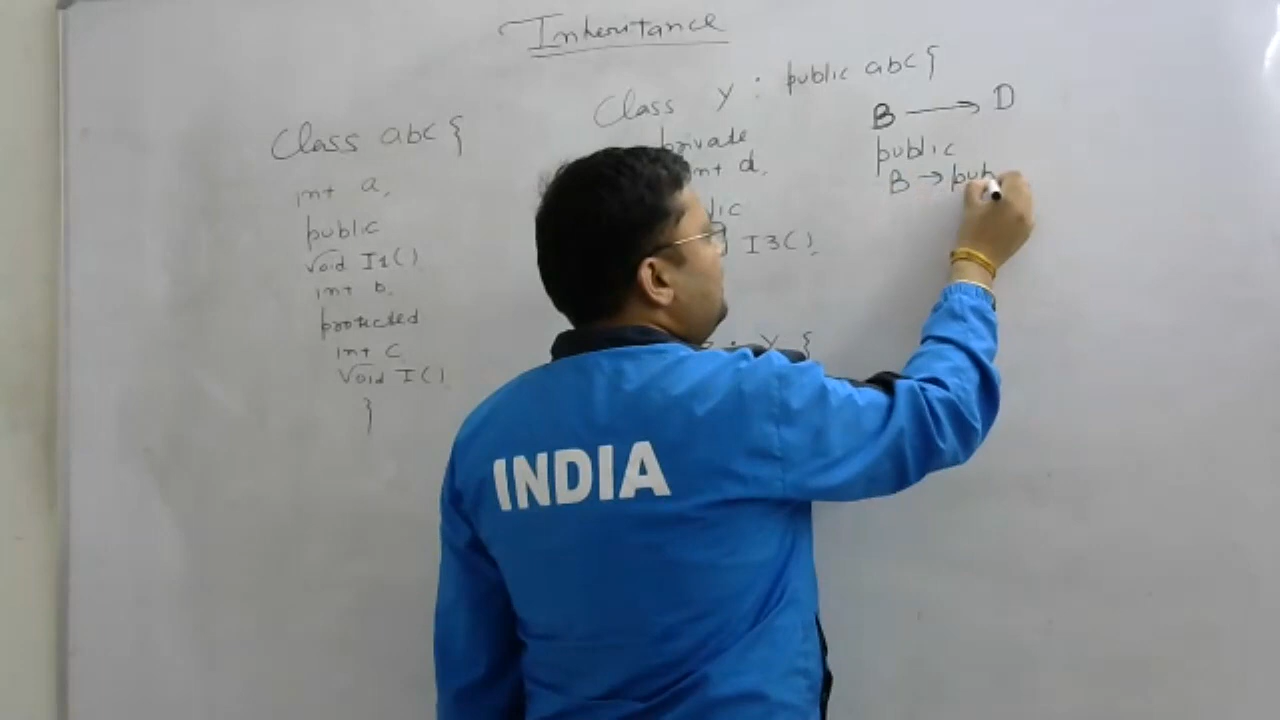 Inheritance
Class abc {
int a,
public
void I1()
int b,
protected
int c
void I()
}
Class Y : public abc {
private
int d,
I3(),
: Y {
B → D
public
B → pub
INDIA